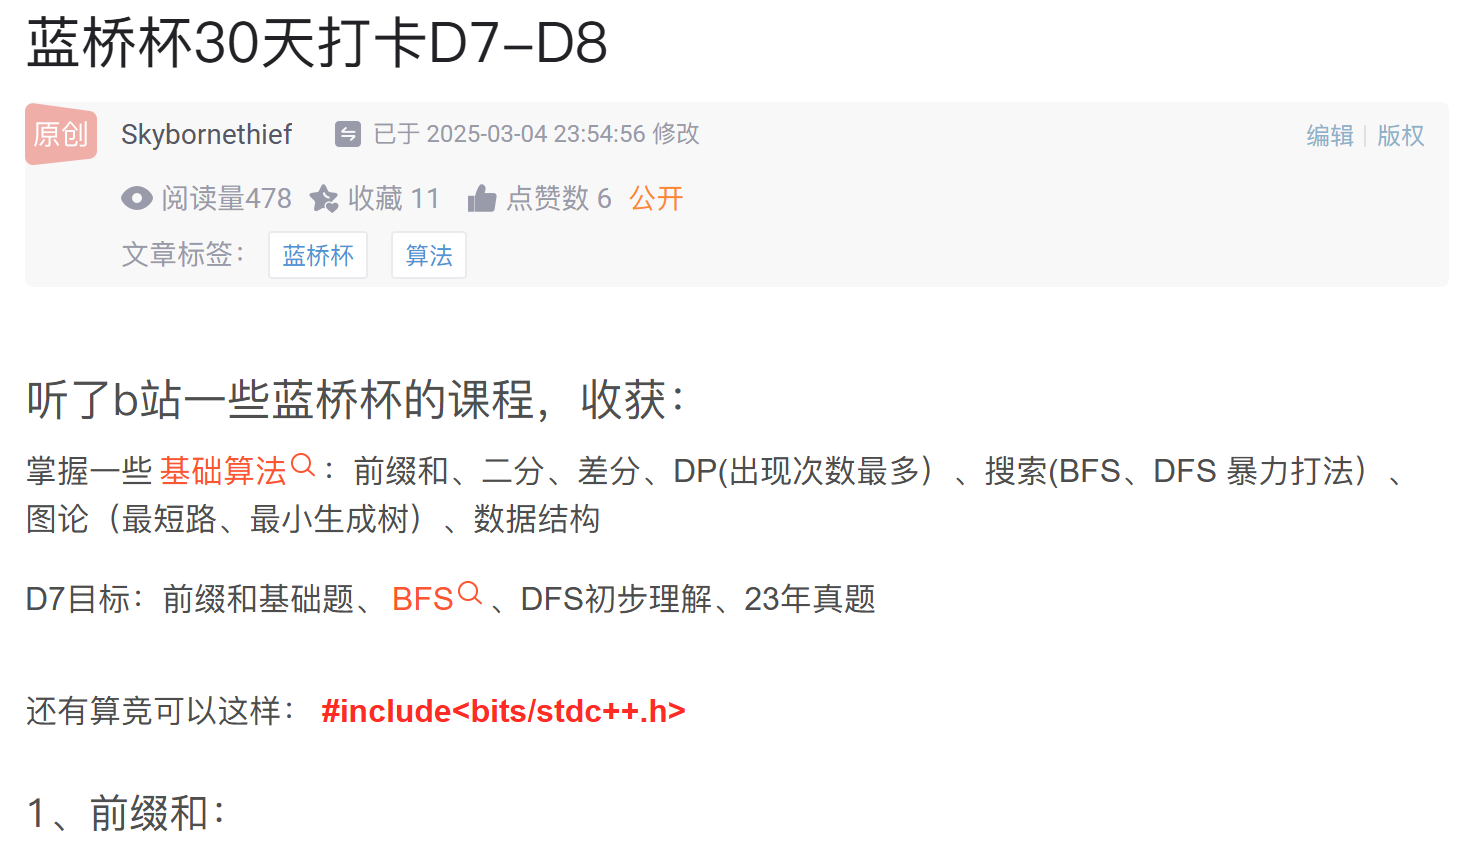 蓝桥杯30天打卡D7-D8
原创 Skybornethief 已于 2025-03-04 23:54:56 修改 编辑 版权
阅读量478 收藏 11 点赞数 6 公开
文章标签： 蓝桥杯 算法
听了b站一些蓝桥杯的课程，收获：
掌握一些 基础算法 ：前缀和、二分、差分、DP(出现次数最多）、搜索(BFS、DFS 暴力打法）、
图论（最短路、最小生成树）、数据结构
D7目标：前缀和基础题、BFS 、DFS初步理解、23年真题
还有算竞可以这样： #include<bits/stdc++.h>
1、前缀和：